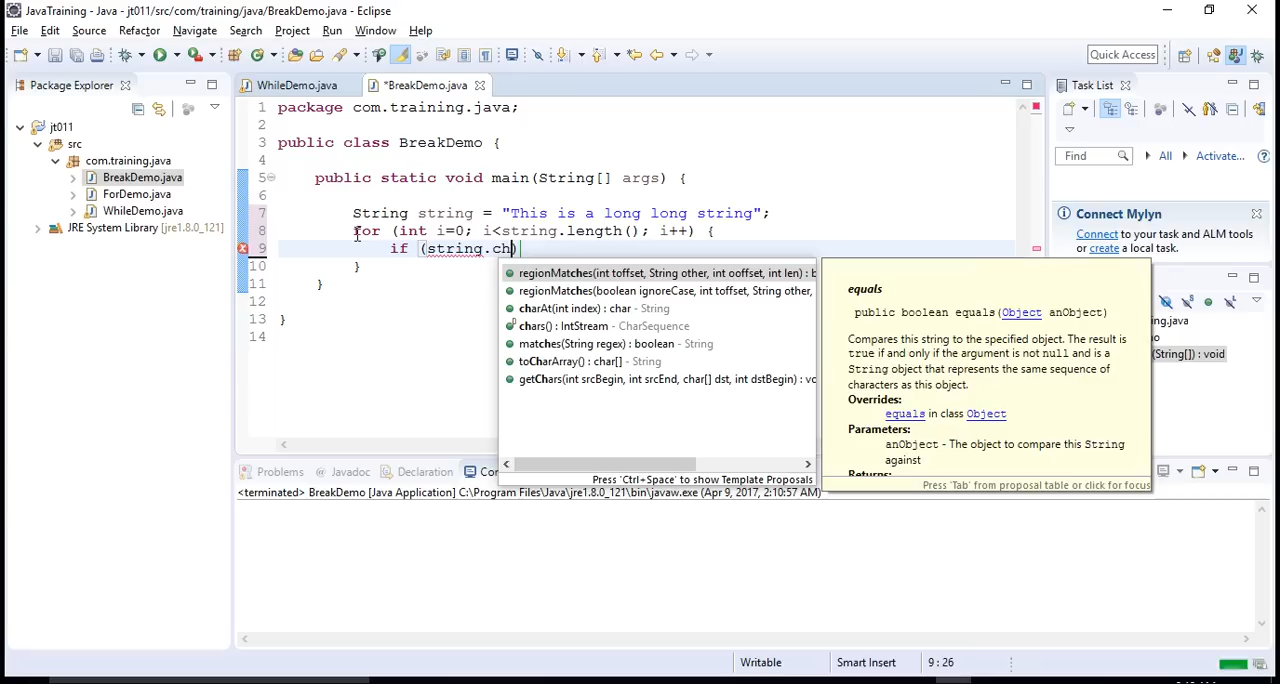 JavaTraining - Java - jt011/src/com/training/java/BreakDemo.java - Eclipse
File Edit Source Refactor Navigate Search Project Run Window Help
Quick Access
Package Explorer
WhileDemo.java
*BreakDemo.java
Task List
jt011
src
com.training.java
BreakDemo.java
ForDemo.java
WhileDemo.java
JRE System Library [jre1.8.0_121]
1 package com.training.java;
2
3 public class BreakDemo {
4
5 public static void main(String[] args) {
6
7 String string = "This is a long long string";
8 for (int i=0; i<string.length(); i++) {
9 if (string.ch)
10 }
11 }
12
13 }
14
regionMatches(int toffset, String other, int ooffset, int len) : b
regionMatches(boolean ignoreCase, int toffset, String other,
charAt(int index) : char - String
chars() : IntStream - CharSequence
matches(String regex) : boolean - String
toCharArray() : char[] - String
getChars(int srcBegin, int srcEnd, char[] dst, int dstBegin) : vo
Press 'Ctrl+Space' to show Template Proposals
equals
public boolean equals(Object anObject)
Compares this string to the specified object. The result is
true if and only if the argument is not null and is a
String object that represents the same sequence of
characters as this object.
Overrides:
equals in class Object
Parameters:
anObject - The object to compare this String
against
Returns:
Press 'Tab' from proposal table or click for focus
Find All Activate...
Connect Mylyn
Connect to your task and ALM tools
or create a local task.
ing.java
no
(String[]) : void
Problems Javadoc Declaration Con
<terminated> BreakDemo [Java Application] C:\Program Files\Java\jre1.8.0_121\bin\javaw.exe (Apr 9, 2017, 2:10:57 AM)
Writable Smart Insert 9 : 26